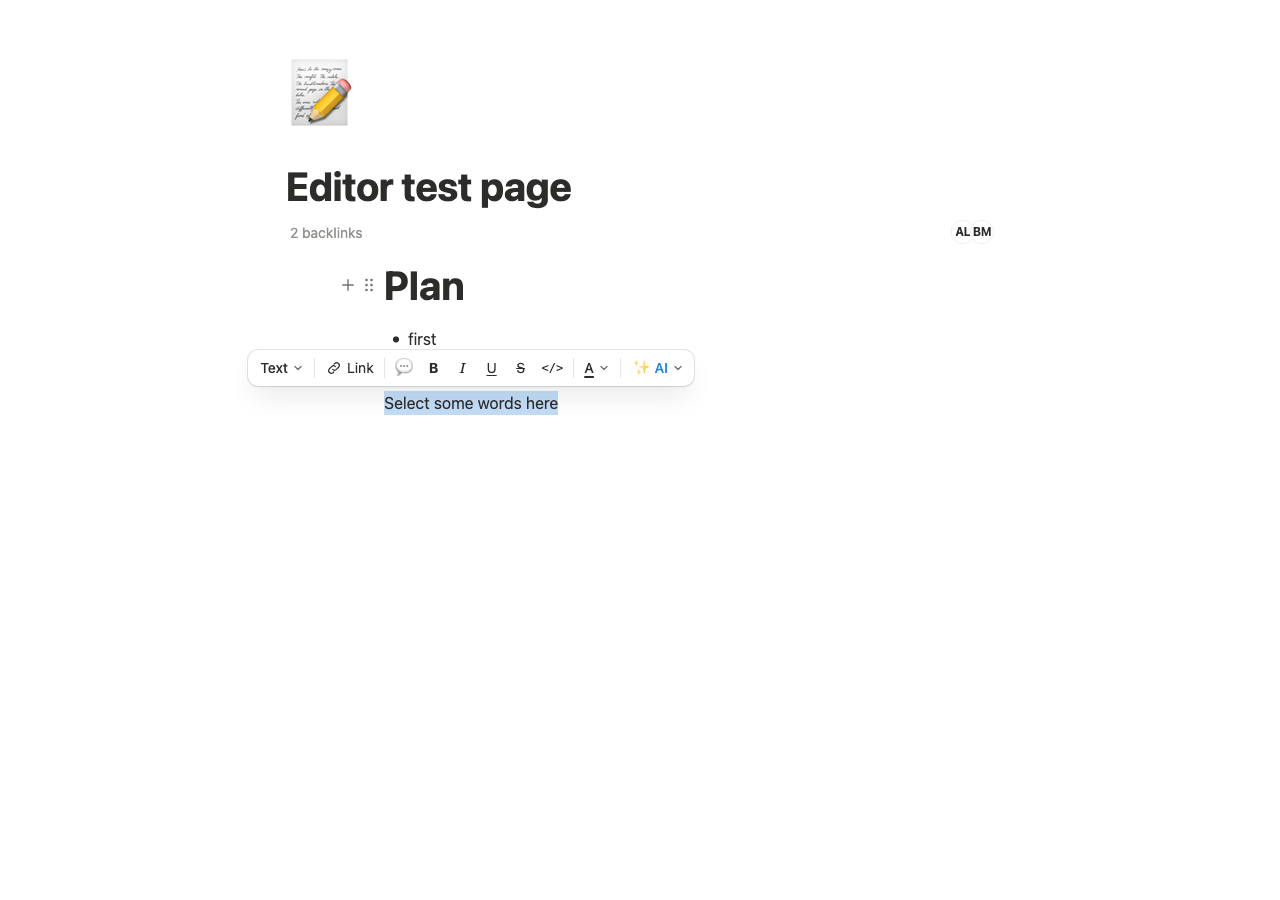 Editor test page
2 backlinks
AL BM
Plan
first
Text Link B I U S </> A ✨ AI
Select some words here